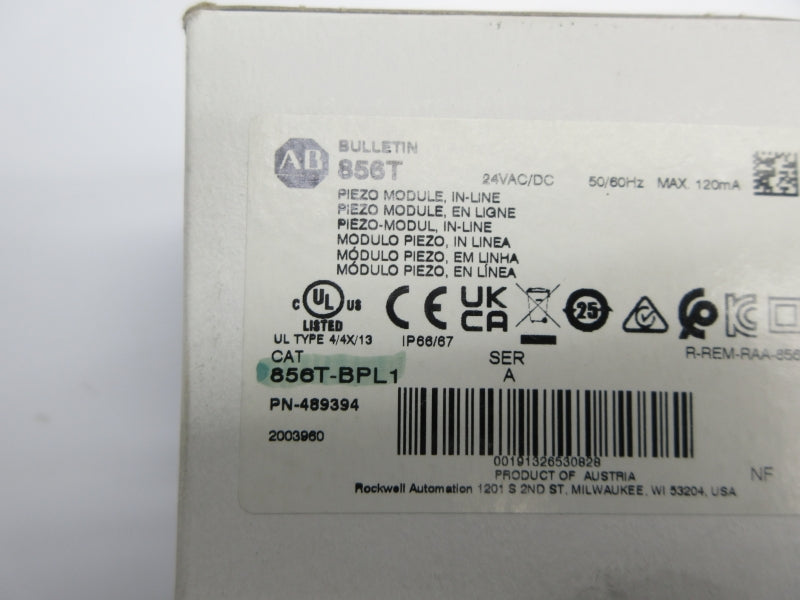 AB BULLETIN
856T
24VAC/DC 50/60Hz MAX. 120mA
PIEZO MODULE, IN-LINE
PIEZO MODULE, EN LIGNE
PIEZO-MODUL, IN-LINE
MODULO PIEZO, IN LINEA
MÓDULO PIEZO, EM LINHA
MÓDULO PIEZO, EN LÍNEA
C UL US
LISTED
CE
UK
CA
25
UL TYPE 4/4X/13 IP66/67
R-REM-RAA-856
CAT SER
856T-BPL1 A
PN-489394
2003960
00191326530828
PRODUCT OF AUSTRIA
NF
Rockwell Automation 1201 S 2ND ST, MILWAUKEE, WI 53204, USA